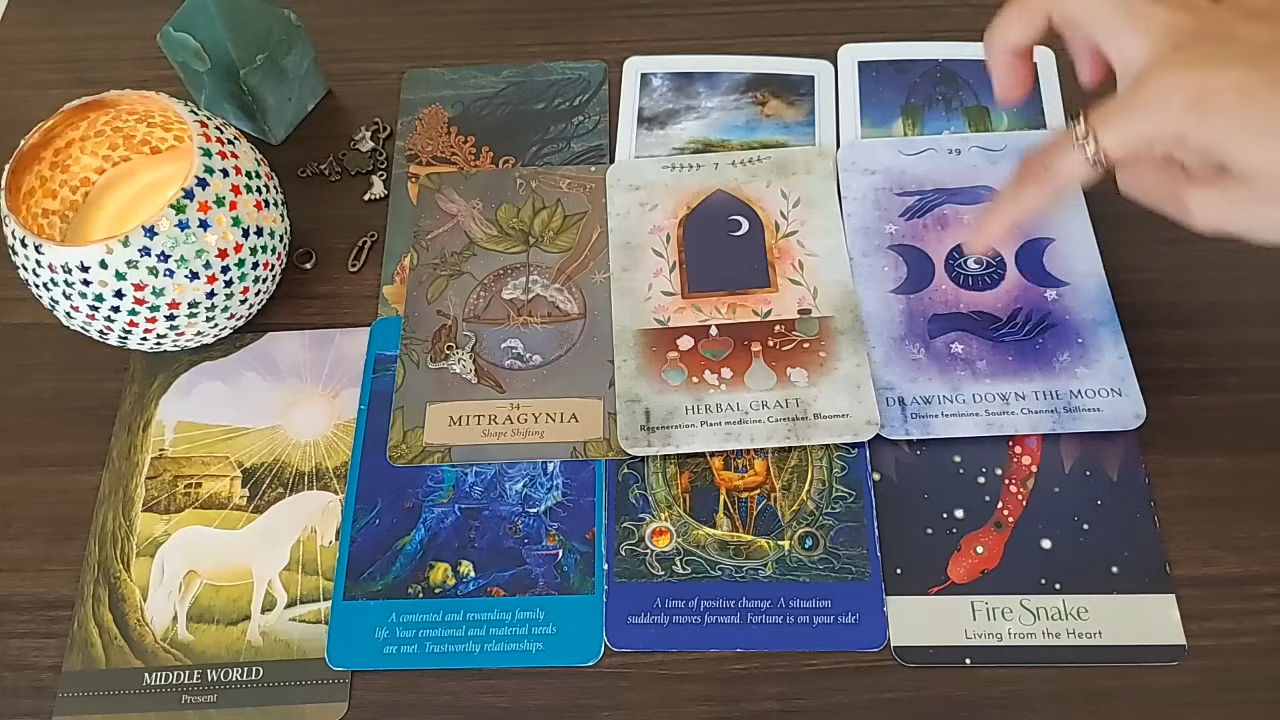 7
29
34
MITRAGYNIA
Shape Shifting
HERBAL CRAFT
Regeneration. Plant medicine. Caretaker. Bloomer.
DRAWING DOWN THE MOON
Divine feminine. Source. Channel. Stillness.
MIDDLE WORLD
Present
A contented and rewarding family
life. Your emotional and material needs
are met. Trustworthy relationships.
A time of positive change. A situation
suddenly moves forward. Fortune is on your side!
Fire Snake
Living from the Heart